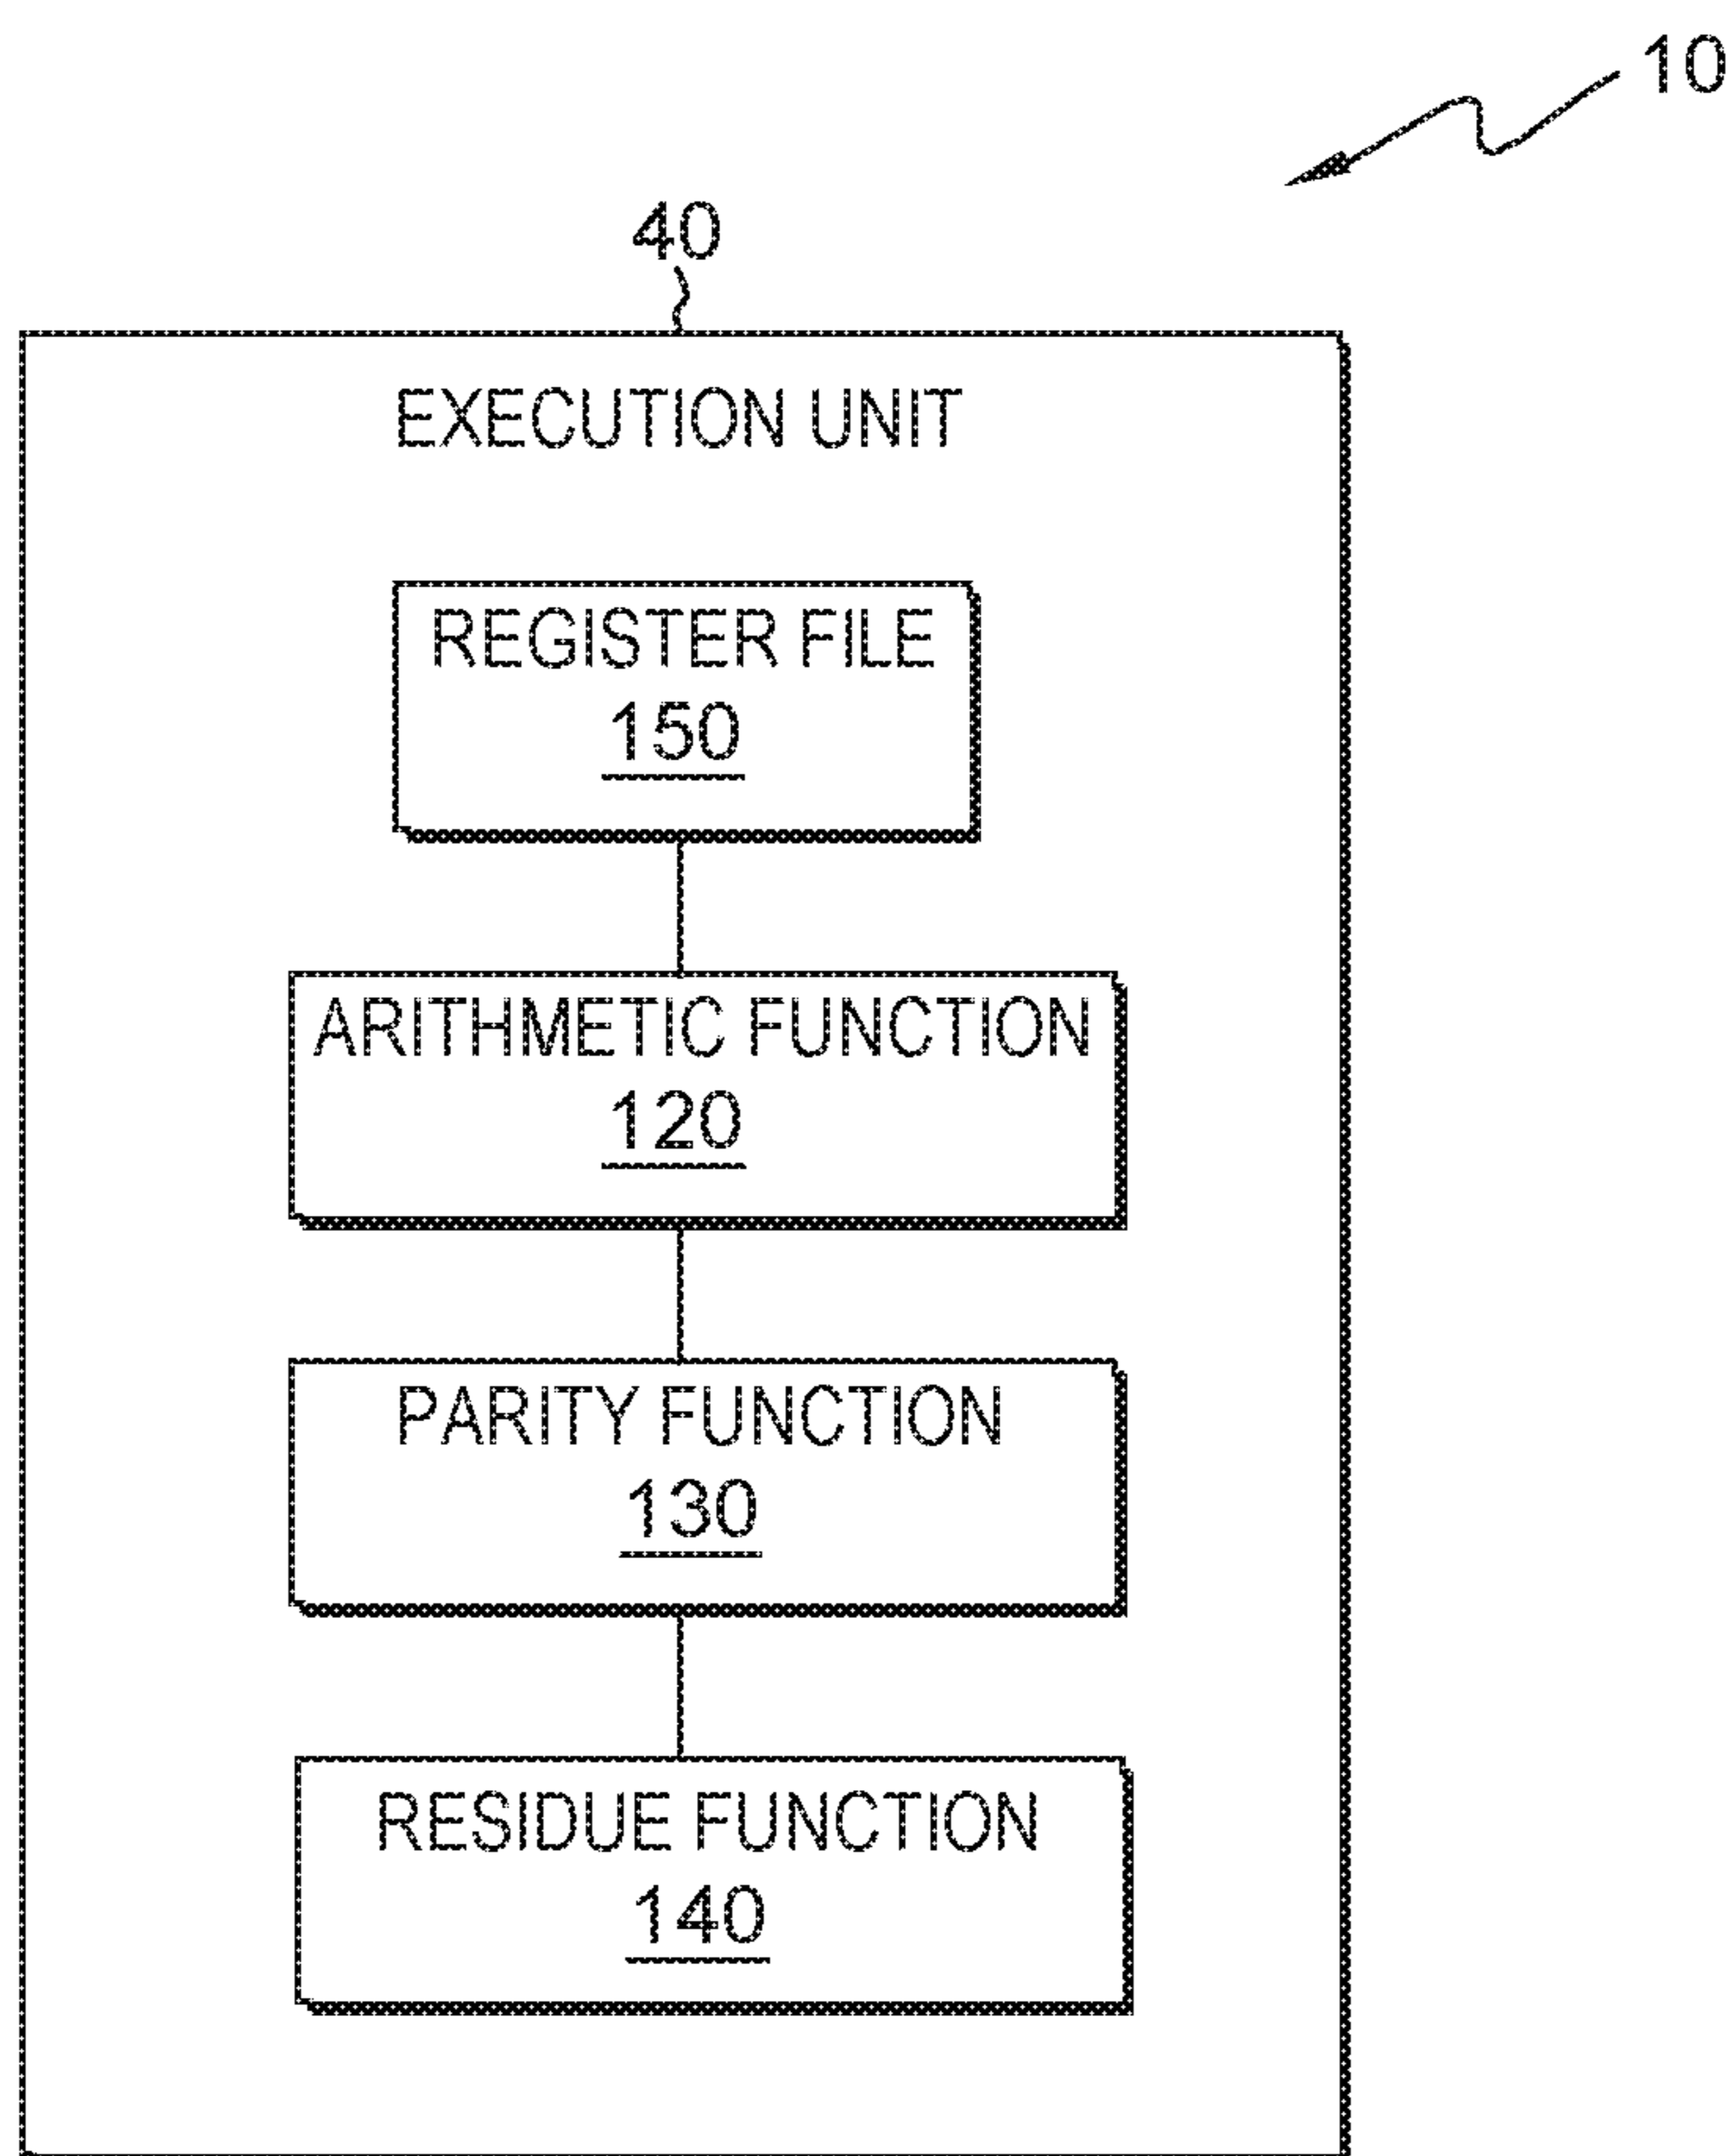 10
40
EXECUTION UNIT
REGISTER FILE
150
ARITHMETIC FUNCTION
120
PARITY FUNCTION
130
RESIDUE FUNCTION
140